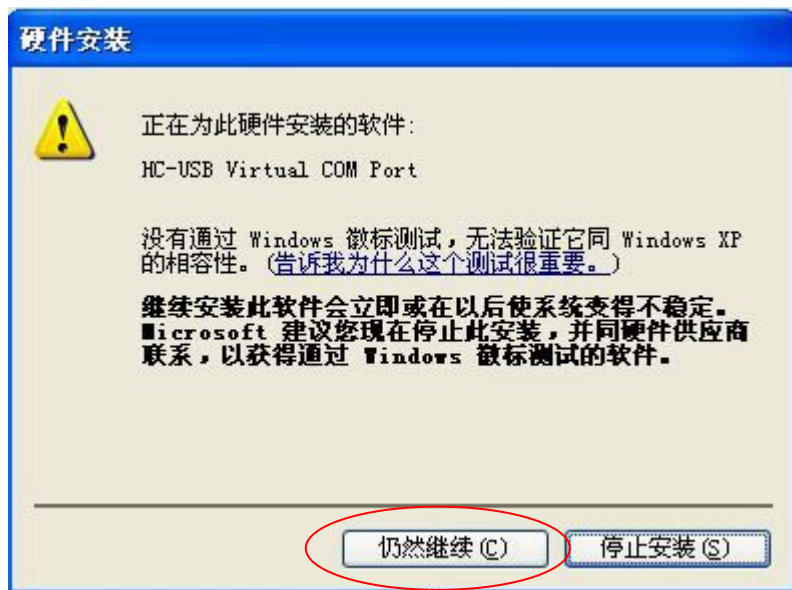 硬件安装
正在为此硬件安装的软件:
HC-USB Virtual COM Port
没有通过 Windows 徽标测试，无法验证它同 Windows XP
的相容性。(告诉我为什么这个测试很重要。)
继续安装此软件会立即或在以后使系统变得不稳定。
Microsoft 建议您现在停止此安装，并同硬件供应商
联系，以获得通过 Windows 徽标测试的软件。
仍然继续(C) 停止安装(S)